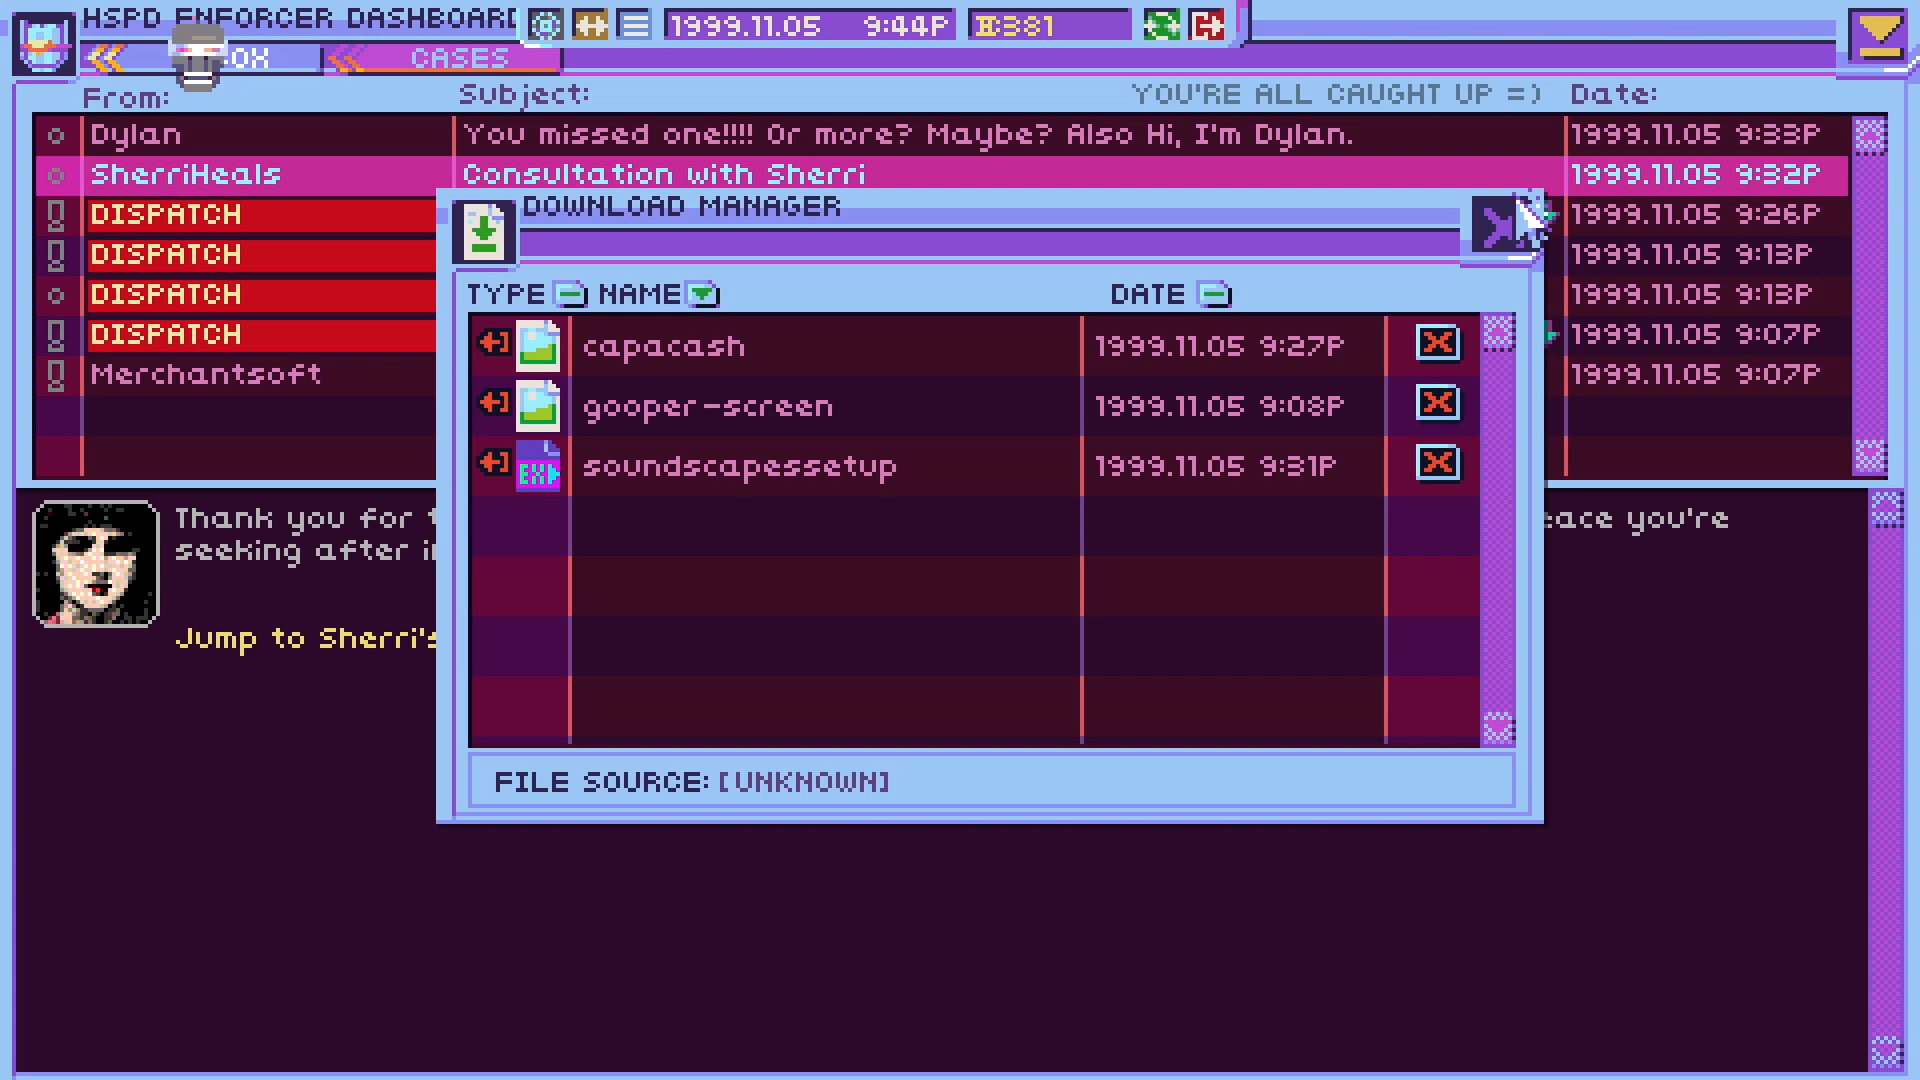 HSPD ENFORCER DASHBOARD
1999.11.05 9:44P
381
CASES
From:
Subject:
YOU'RE ALL CAUGHT UP =)
Date:
Dylan
You missed one!!!! Or more? Maybe? Also Hi, I'm Dylan.
1999.11.05 9:33P
SherriHeals
Consultation with Sherri
1999.11.05 9:32P
DISPATCH
1999.11.05 9:26P
DISPATCH
1999.11.05 9:13P
DISPATCH
1999.11.05 9:13P
DISPATCH
1999.11.05 9:07P
Merchantsoft
1999.11.05 9:07P
DOWNLOAD MANAGER
TYPE
NAME
DATE
capacash
1999.11.05 9:27P
gooper-screen
1999.11.05 9:08P
EXE
soundscapessetup
1999.11.05 9:31P
FILE SOURCE: [UNKNOWN]
Thank you for
you're
seeking after
Jump to Sherri's